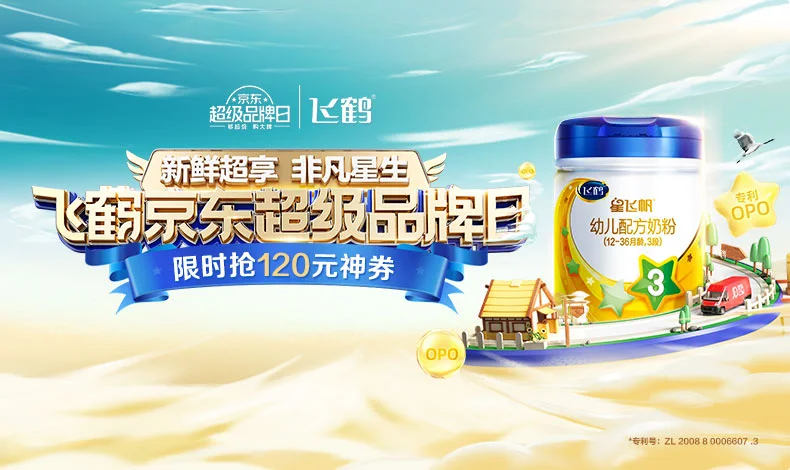 京东
超级品牌日
够超级 购大牌
飞鹤®
新鲜超享 非凡星生
飞鹤京东超级品牌日
限时抢120元神券
飞鹤
星飞帆
幼儿配方奶粉
(12-36月龄,3段)
3
专利
OPO
OPO
*专利号：ZL 2008 8 0006607 .3